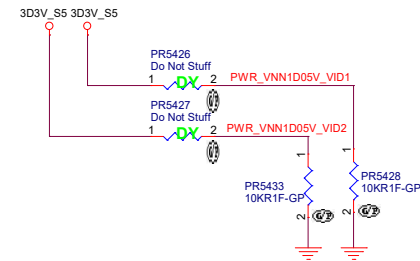 3D3V_S5 3D3V_S5
PR5426
Do Not Stuff
1 DY 2 PWR_VNN1D05V_VID1
PR5427
Do Not Stuff
1 DY 2 PWR_VNN1D05V_VID2
1 1
PR5433
10KR1F-GP
PR5428
10KR1F-GP
2 2